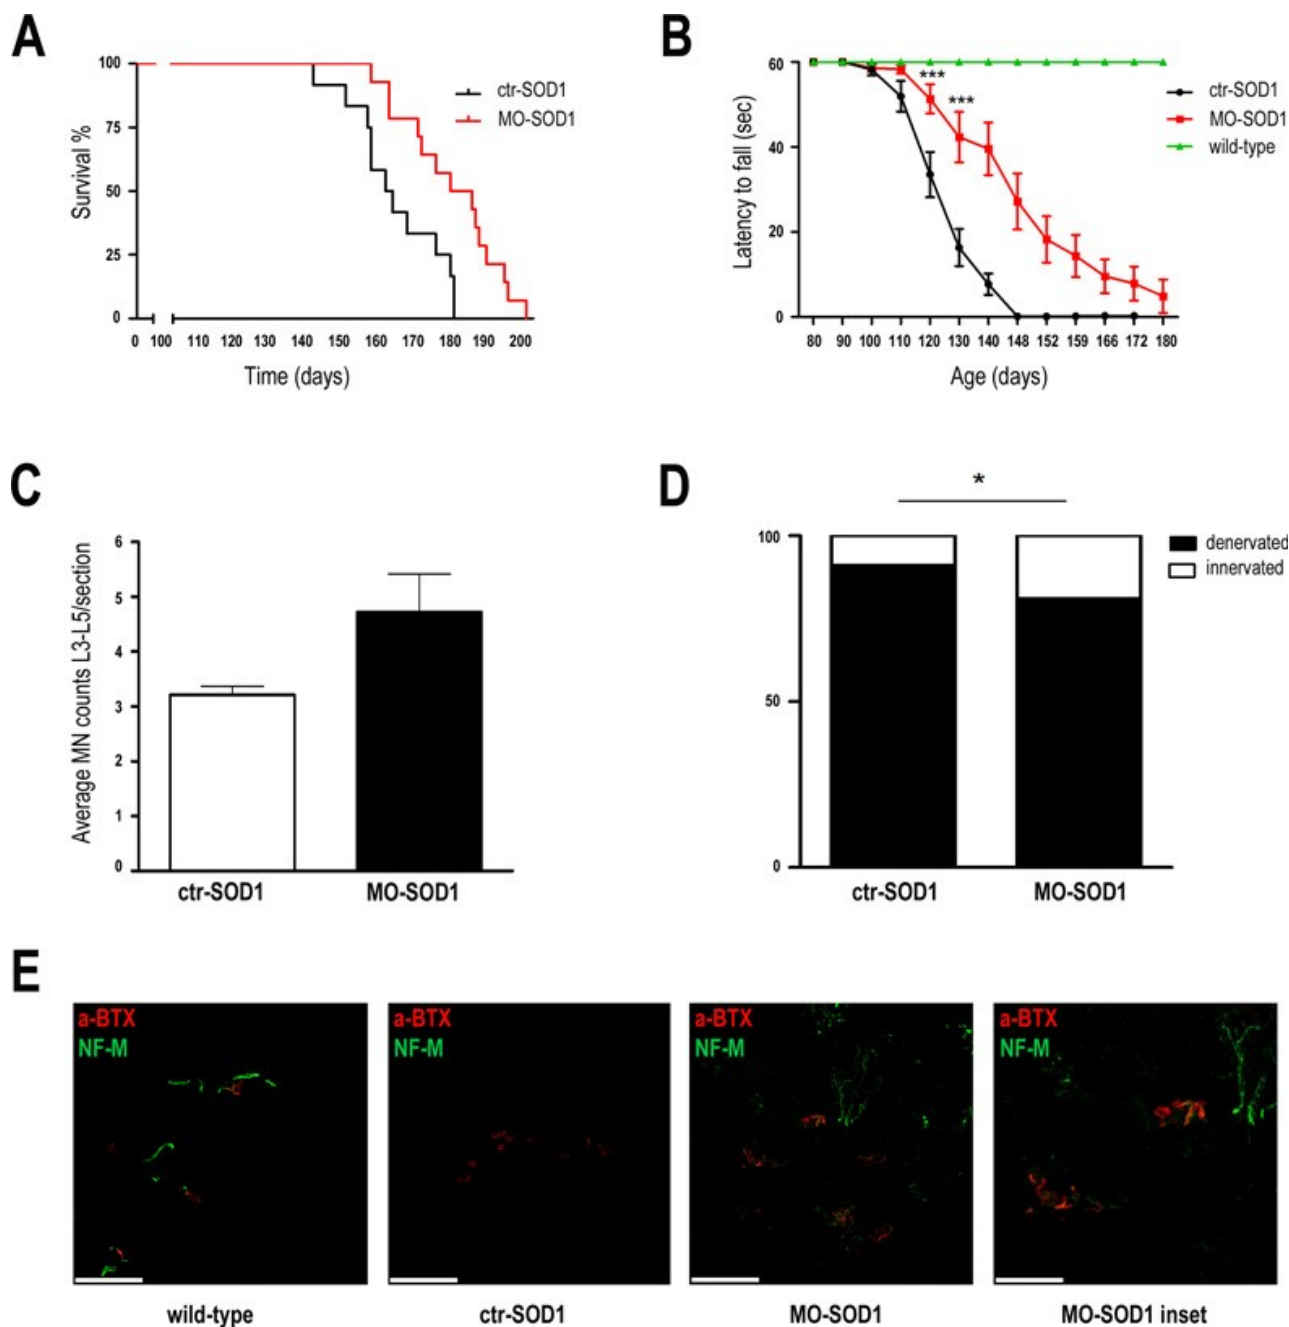 A
100
75
50
25
0
Survival %
ctr-SOD1
MO-SOD1
0 100 110 120 130 140 150 160 170 180 190 200
Time (days)
B
60
40
20
0
Latency to fall (sec)
*** ***
ctr-SOD1
MO-SOD1
wild-type
80 90 100 110 120 130 140 148 152 159 166 172 180
Age (days)
C
6
5
4
3
2
1
0
Average MN counts L3-L5/section
ctr-SOD1 MO-SOD1
D
*
100
50
0
denervated
innervated
ctr-SOD1 MO-SOD1
E
a-BTX
NF-M
wild-type
a-BTX
NF-M
ctr-SOD1
a-BTX
NF-M
MO-SOD1
a-BTX
NF-M
MO-SOD1 inset